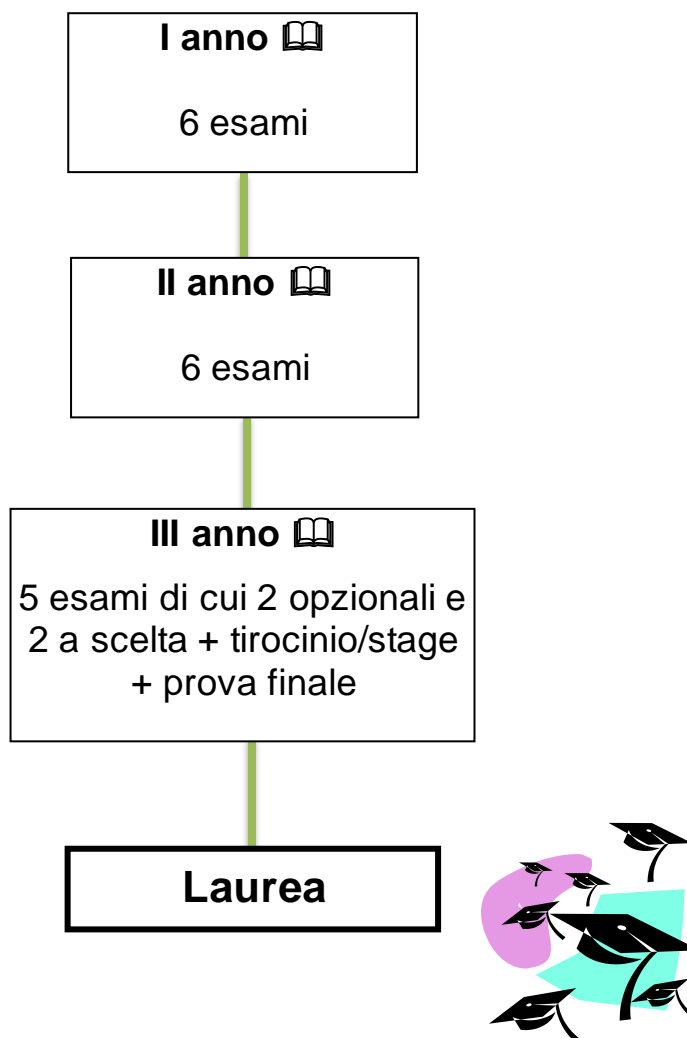 I anno 🕮
6 esami
II anno 🕮
6 esami
III anno 🕮
5 esami di cui 2 opzionali e
2 a scelta + tirocinio/stage
+ prova finale
Laurea